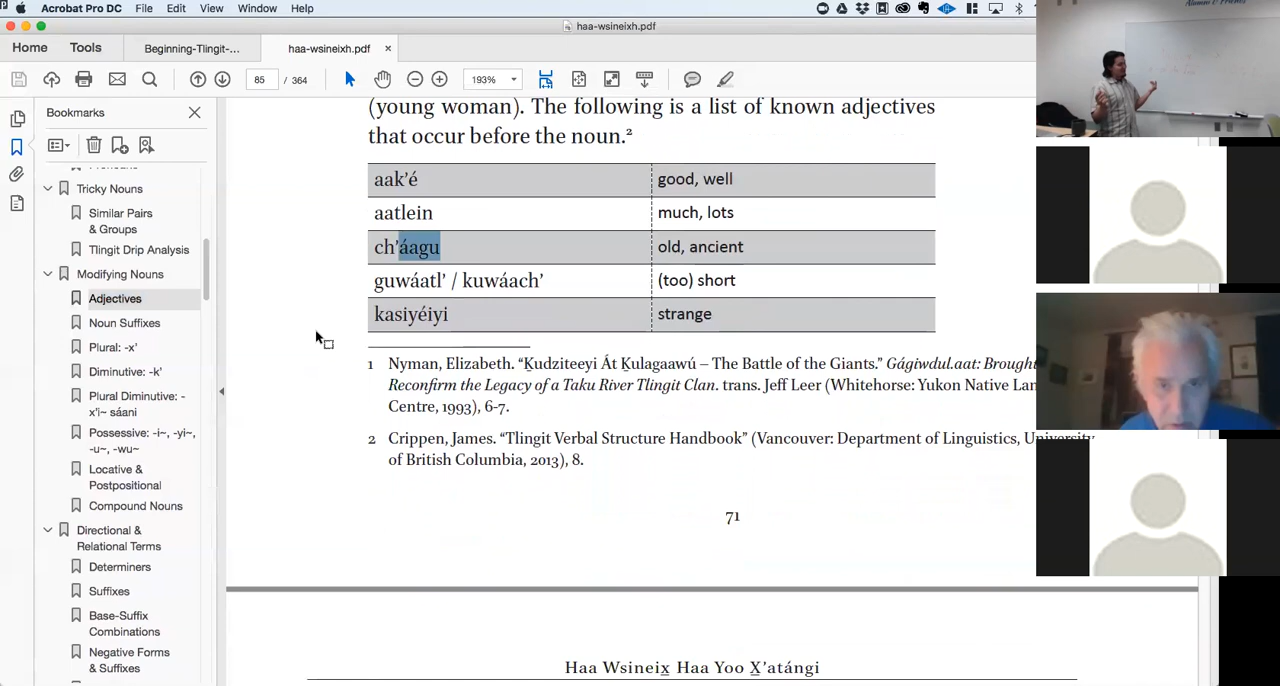 Acrobat Pro DC File Edit View Window Help
haa-wsineixh.pdf
Home Tools Beginning-Tlingit-... haa-wsineixh.pdf ×
85 / 364 193%
Bookmarks
Tricky Nouns
Similar Pairs
& Groups
Tlingit Drip Analysis
Modifying Nouns
Adjectives
Noun Suffixes
Plural: -x'
Diminutive: -k'
Plural Diminutive: -
x'i~ sáani
Possessive: -i~, -yi~,
-u~, -wu~
Locative &
Postpositional
Compound Nouns
Directional &
Relational Terms
Determiners
Suffixes
Base-Suffix
Combinations
Negative Forms
& Suffixes
(young woman). The following is a list of known adjectives
that occur before the noun.²
aak’é good, well
aatlein much, lots
ch’áagu old, ancient
guwáatl’ / kuwáach’ (too) short
kasiyéiyi strange
1 Nyman, Elizabeth. “Ḵudziteeyi Át Ḵulagaawú – The Battle of the Giants.” Gágiwdul.aat: Brought
Reconfirm the Legacy of a Taku River Tlingit Clan. trans. Jeff Leer (Whitehorse: Yukon Native Lan
Centre, 1993), 6-7.
2 Crippen, James. “Tlingit Verbal Structure Handbook” (Vancouver: Department of Linguistics, University
of British Columbia, 2013), 8.
71
Haa Wsineix̲ Haa Yoo X̲’atángi
Alumni & Friends